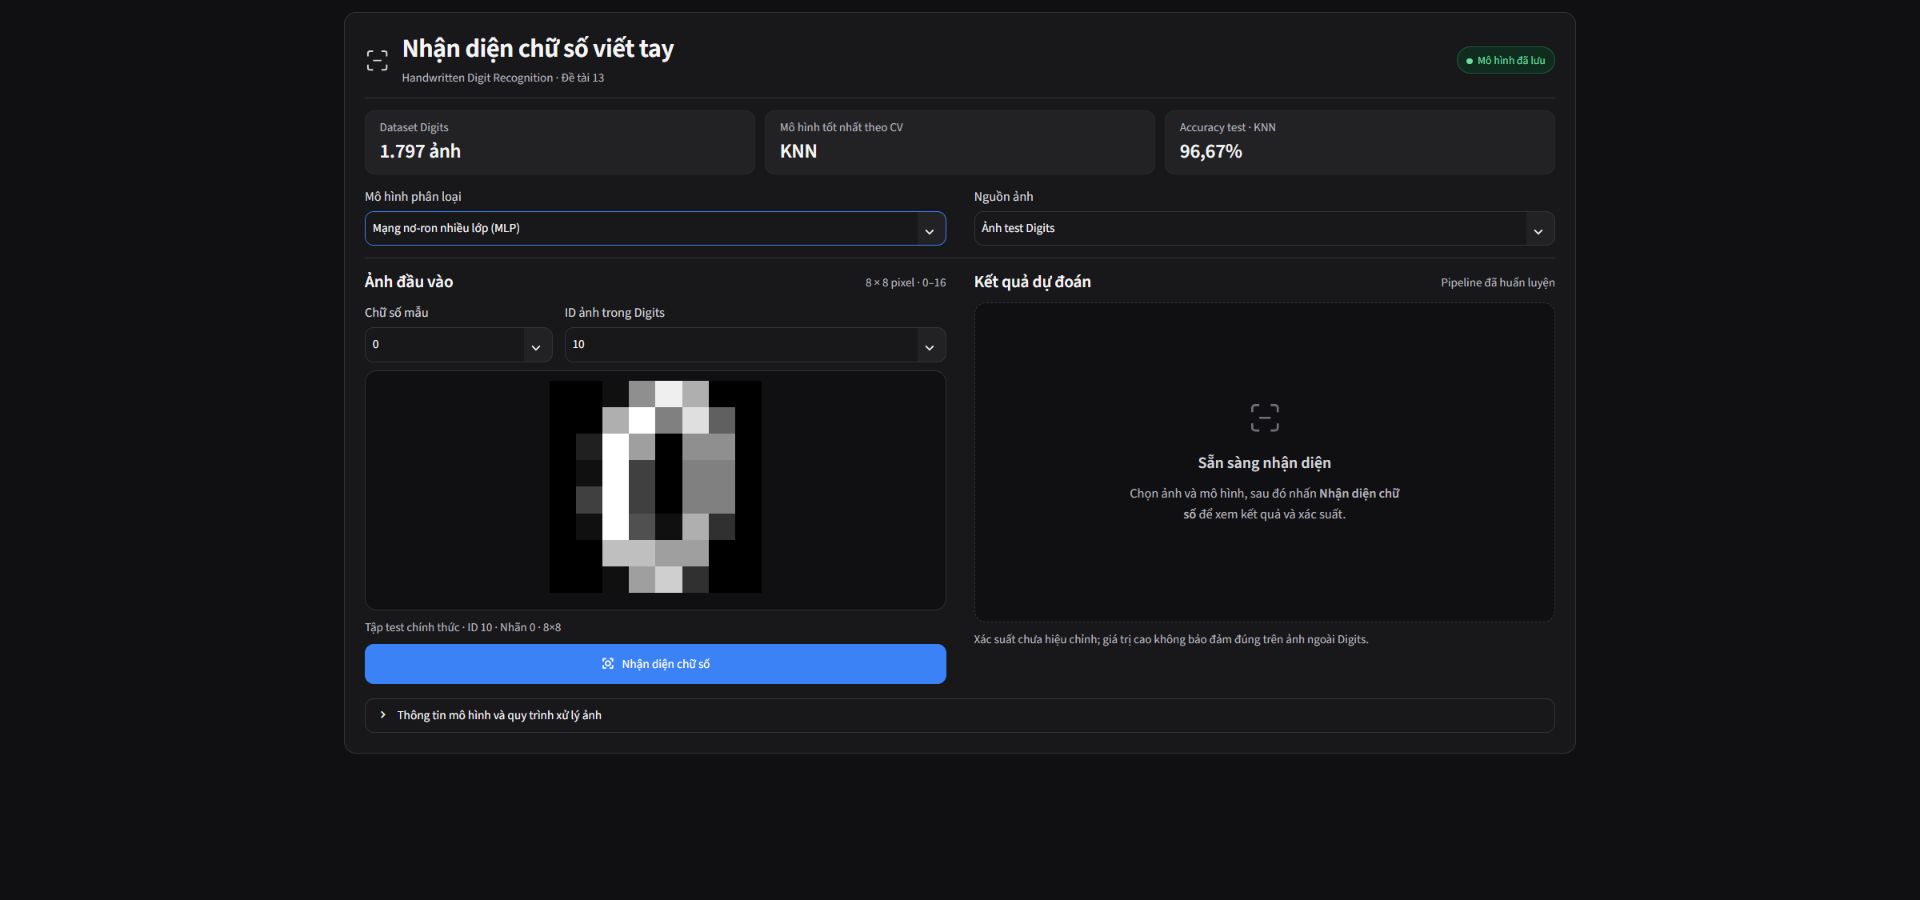 Nhận diện chữ số viết tay
Handwritten Digit Recognition · Đề tài 13
Mô hình đã lưu
Dataset Digits
1.797 ảnh
Mô hình tốt nhất theo CV
KNN
Accuracy test · KNN
96,67%
Mô hình phân loại
Mạng nơ-ron nhiều lớp (MLP)
Nguồn ảnh
Ảnh test Digits
Ảnh đầu vào
8 × 8 pixel · 0–16
Chữ số mẫu
0
ID ảnh trong Digits
10
Tập test chính thức · ID 10 · Nhãn 0 · 8×8
Nhận diện chữ số
Kết quả dự đoán
Pipeline đã huấn luyện
Sẵn sàng nhận diện
Chọn ảnh và mô hình, sau đó nhấn Nhận diện chữ
số để xem kết quả và xác suất.
Xác suất chưa hiệu chỉnh; giá trị cao không bảo đảm đúng trên ảnh ngoài Digits.
Thông tin mô hình và quy trình xử lý ảnh